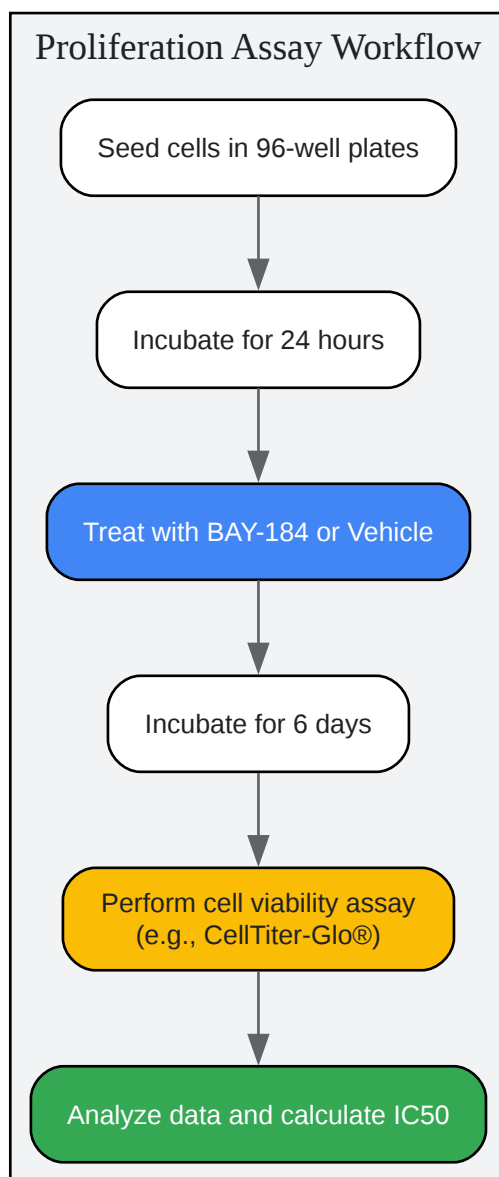 Proliferation Assay Workflow
Seed cells in 96-well plates
Incubate for 24 hours
Treat with BAY-184 or Vehicle
Incubate for 6 days
Perform cell viability assay
(e.g., CellTiter-Glo®)
Analyze data and calculate IC50